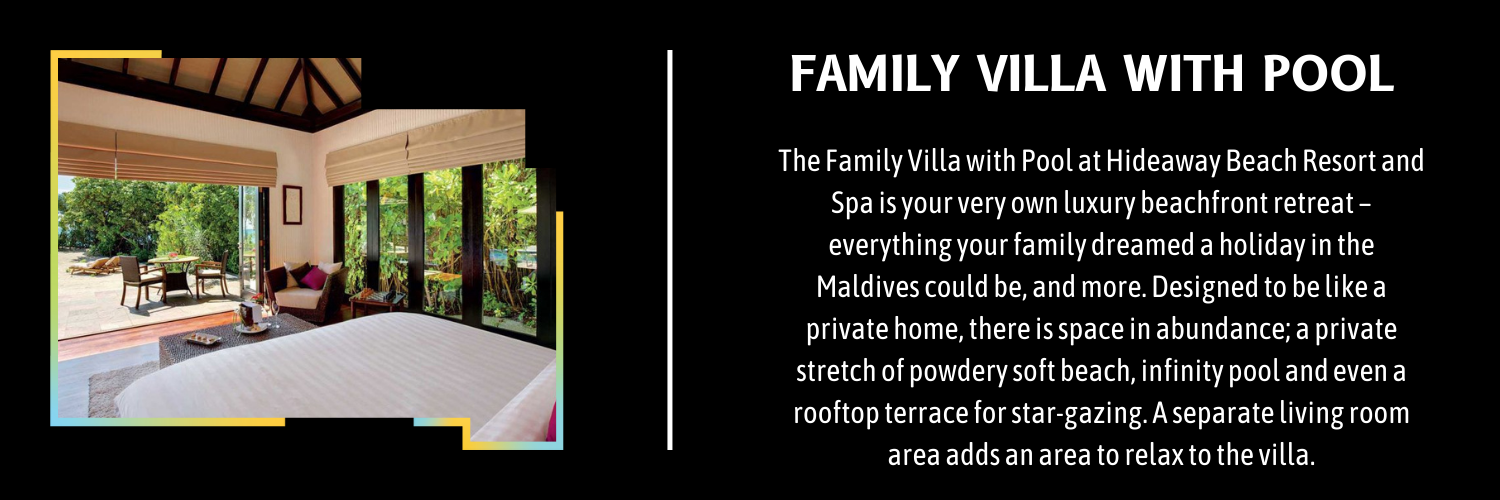 FAMILY VILLA WITH POOL
The Family Villa with Pool at Hideaway Beach Resort and
Spa is your very own luxury beachfront retreat –
everything your family dreamed a holiday in the
Maldives could be, and more. Designed to be like a
private home, there is space in abundance; a private
stretch of powdery soft beach, infinity pool and even a
rooftop terrace for star-gazing. A separate living room
area adds an area to relax to the villa.